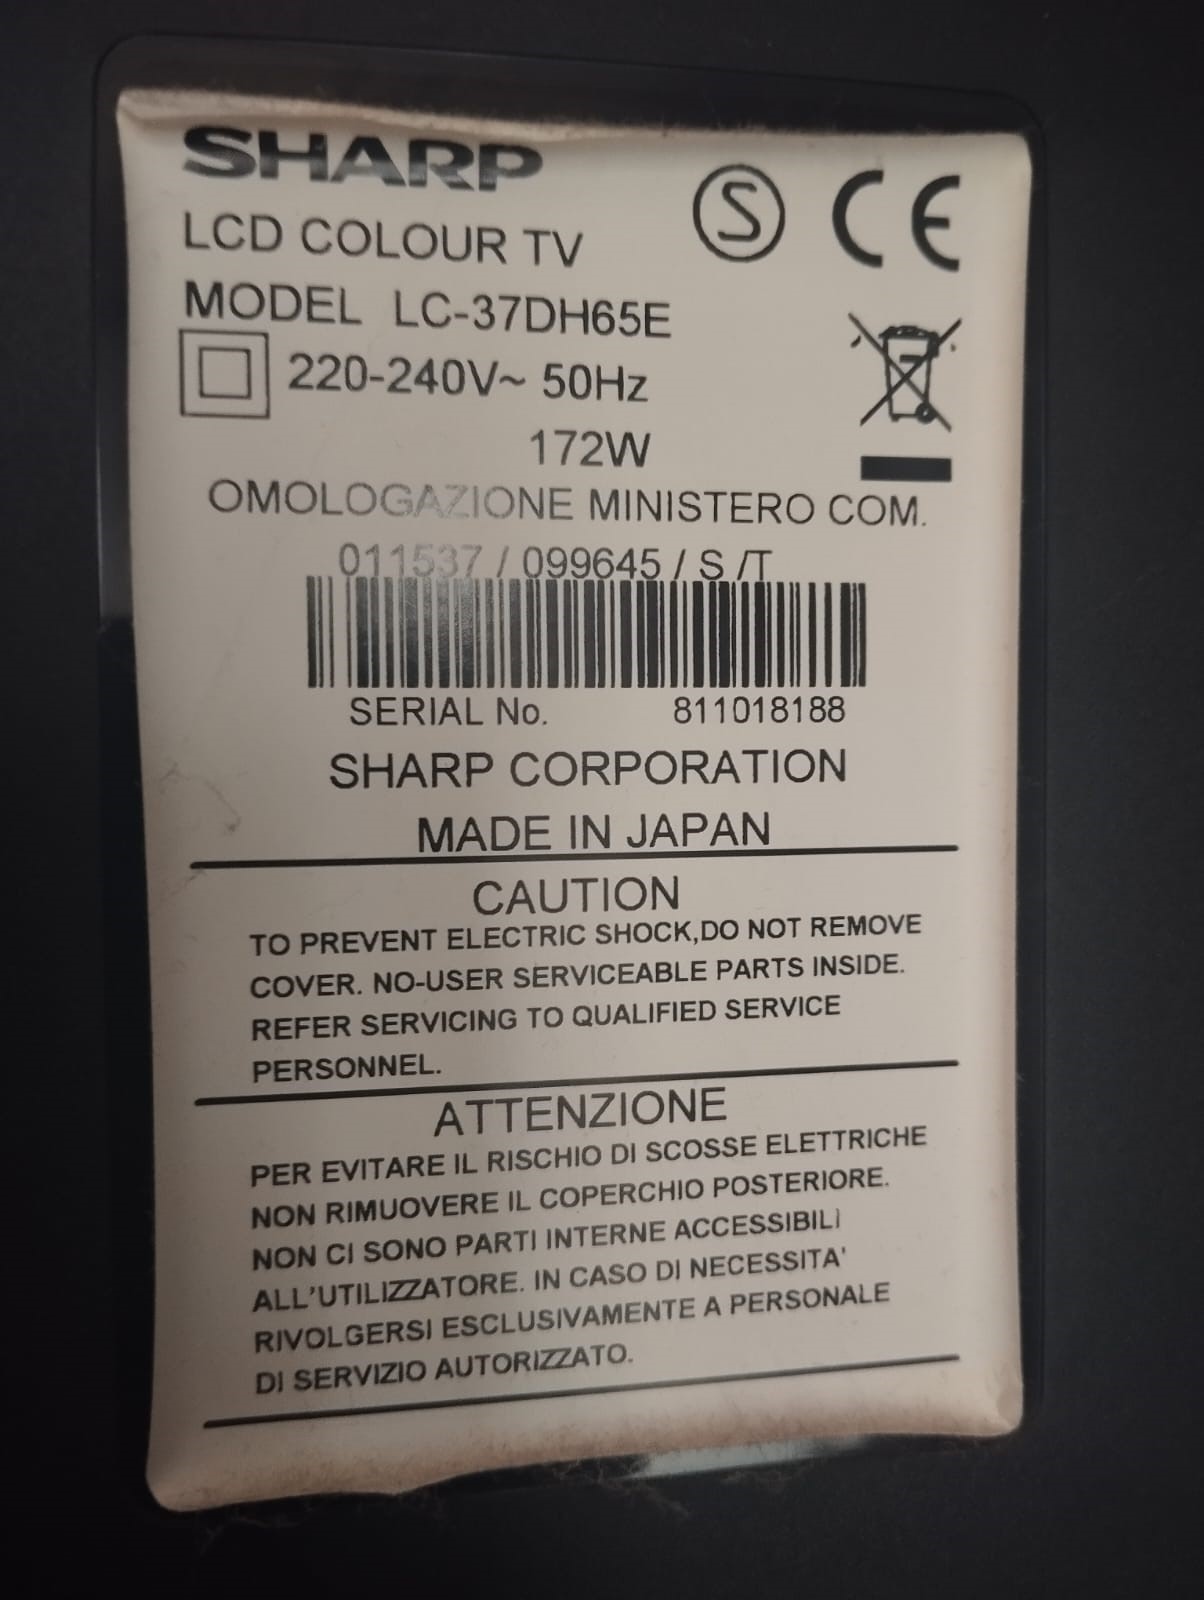 SHARP
LCD COLOUR TV
S CE
MODEL LC-37DH65E
220-240V~ 50Hz
172W
OMOLOGAZIONE MINISTERO COM.
011537 / 099645 / S /T
SERIAL No. 811018188
SHARP CORPORATION
MADE IN JAPAN
CAUTION
TO PREVENT ELECTRIC SHOCK,DO NOT REMOVE
COVER. NO-USER SERVICEABLE PARTS INSIDE.
REFER SERVICING TO QUALIFIED SERVICE
PERSONNEL.
ATTENZIONE
PER EVITARE IL RISCHIO DI SCOSSE ELETTRICHE
NON RIMUOVERE IL COPERCHIO POSTERIORE.
NON CI SONO PARTI INTERNE ACCESSIBILI
ALL'UTILIZZATORE. IN CASO DI NECESSITA'
RIVOLGERSI ESCLUSIVAMENTE A PERSONALE
DI SERVIZIO AUTORIZZATO.